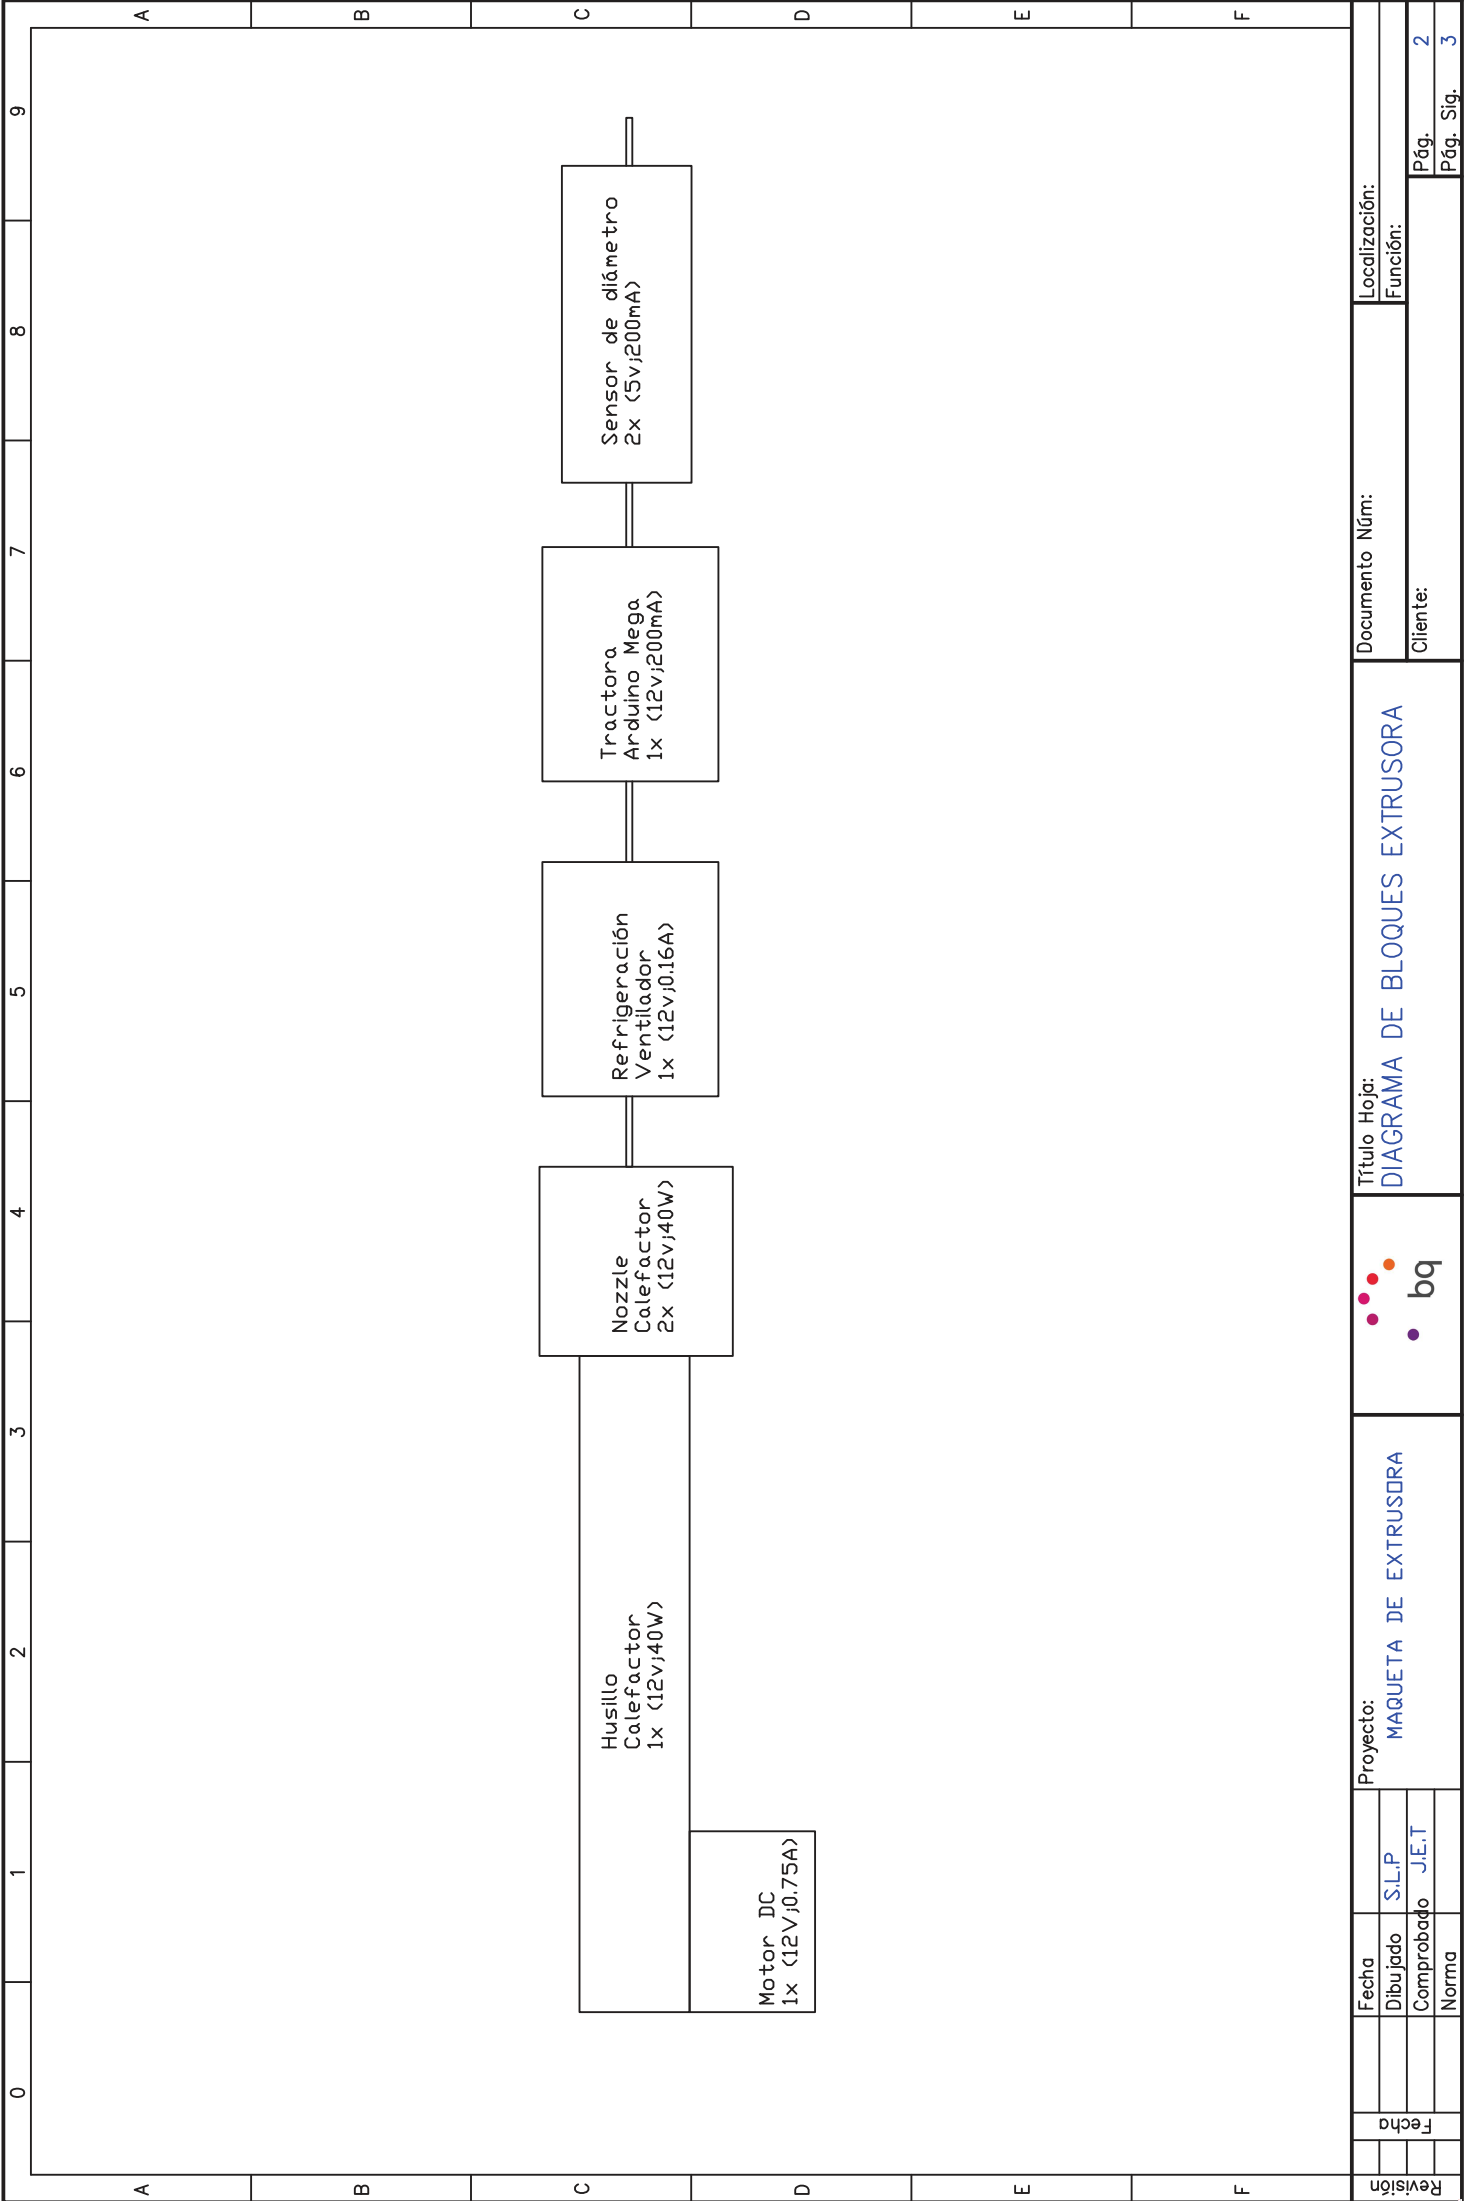 0 1 2 3 4 5 6 7 8 9
A A
B B
C C
D D
E E
F F
Husillo
Calefactor
1x (12v;40W)
Motor DC
1x (12V;0.75A)
Nozzle
Calefactor
2x (12v;40W)
Refrigeración
Ventilador
1x (12v;0.16A)
Tractora
Arduino Mega
1x (12v;200mA)
Sensor de diámetro
2x (5v;200mA)
Revisión
Fecha
Fecha
Dibujado S.L.P
Comprobado J.E.T
Norma
Proyecto:
MAQUETA DE EXTRUSORA
bq
Título Hoja:
DIAGRAMA DE BLOQUES EXTRUSORA
Documento Núm:
Localización:
Función:
Cliente:
Pág. 2
Pág. Sig. 3